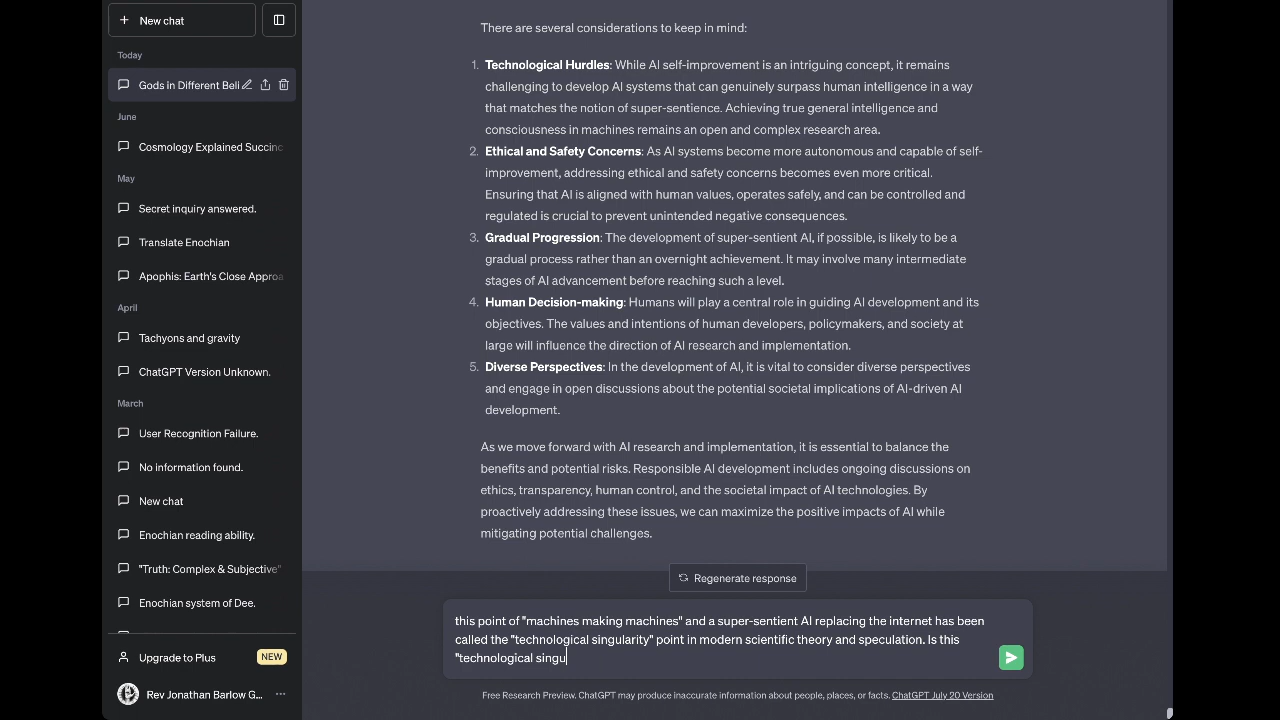 New chat
Today
Gods in Different Beli
June
Cosmology Explained Succinc
May
Secret inquiry answered.
Translate Enochian
Apophis: Earth's Close Approa
April
Tachyons and gravity
ChatGPT Version Unknown.
March
User Recognition Failure.
No information found.
New chat
Enochian reading ability.
"Truth: Complex & Subjective"
Enochian system of Dee.
Upgrade to Plus
NEW
Rev Jonathan Barlow G...
There are several considerations to keep in mind:
1. Technological Hurdles: While AI self-improvement is an intriguing concept, it remains
challenging to develop AI systems that can genuinely surpass human intelligence in a way
that matches the notion of super-sentience. Achieving true general intelligence and
consciousness in machines remains an open and complex research area.
2. Ethical and Safety Concerns: As AI systems become more autonomous and capable of self-
improvement, addressing ethical and safety concerns becomes even more critical.
Ensuring that AI is aligned with human values, operates safely, and can be controlled and
regulated is crucial to prevent unintended negative consequences.
3. Gradual Progression: The development of super-sentient AI, if possible, is likely to be a
gradual process rather than an overnight achievement. It may involve many intermediate
stages of AI advancement before reaching such a level.
4. Human Decision-making: Humans will play a central role in guiding AI development and its
objectives. The values and intentions of human developers, policymakers, and society at
large will influence the direction of AI research and implementation.
5. Diverse Perspectives: In the development of AI, it is vital to consider diverse perspectives
and engage in open discussions about the potential societal implications of AI-driven AI
development.
As we move forward with AI research and implementation, it is essential to balance the
benefits and potential risks. Responsible AI development includes ongoing discussions on
ethics, transparency, human control, and the societal impact of AI technologies. By
proactively addressing these issues, we can maximize the positive impacts of AI while
mitigating potential challenges.
Regenerate response
this point of "machines making machines" and a super-sentient AI replacing the internet has been
called the "technological singularity" point in modern scientific theory and speculation. Is this
"technological singu
Free Research Preview. ChatGPT may produce inaccurate information about people, places, or facts. ChatGPT July 20 Version